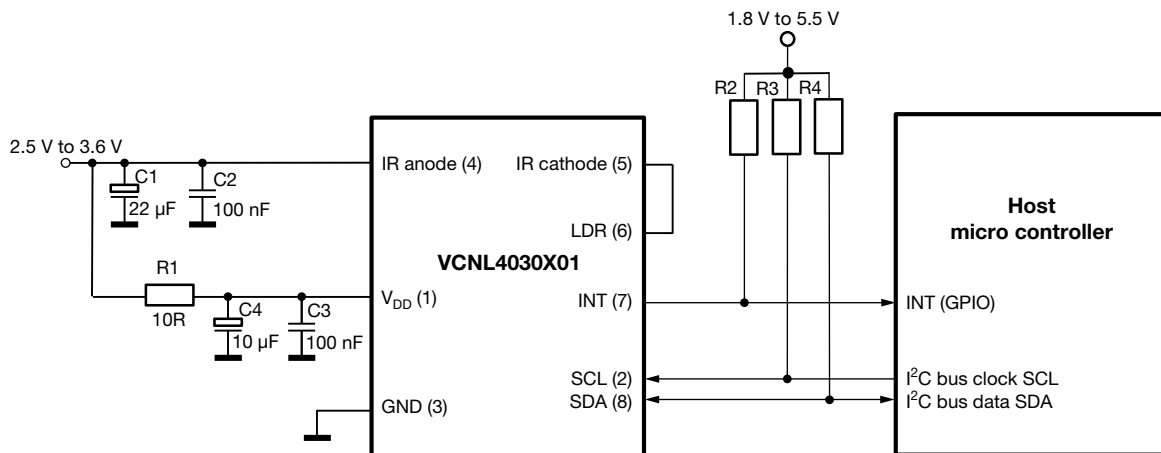 1.8 V to 5.5 V
R2 R3 R4
2.5 V to 3.6 V
C1
22 µF
C2
100 nF
R1
10R
C4
10 µF
C3
100 nF
IR anode (4)
V_DD (1)
GND (3)
VCNL4030X01
IR cathode (5)
LDR (6)
INT (7)
SCL (2)
SDA (8)
Host
micro controller
INT (GPIO)
I²C bus clock SCL
I²C bus data SDA